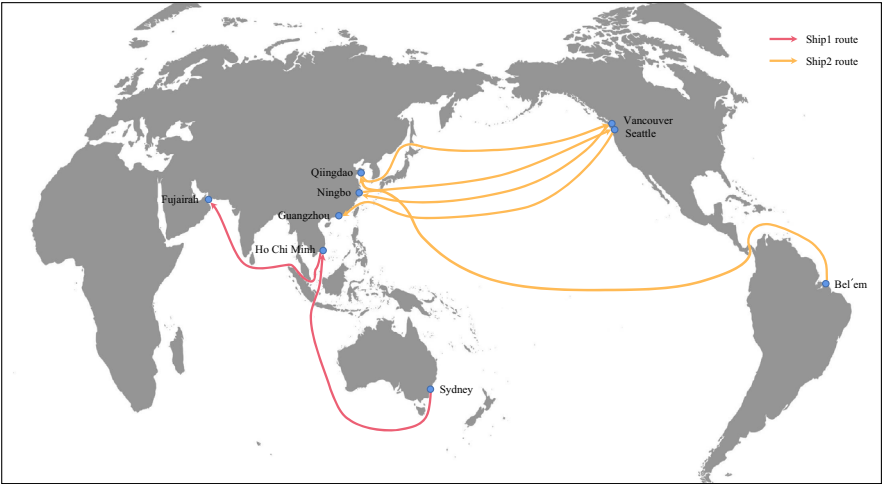 Ship1 route
Ship2 route
Vancouver
Seattle
Qiingdao
Ningbo
Fujairah
Guangzhou
Ho Chi Minh
Bel´em
Sydney